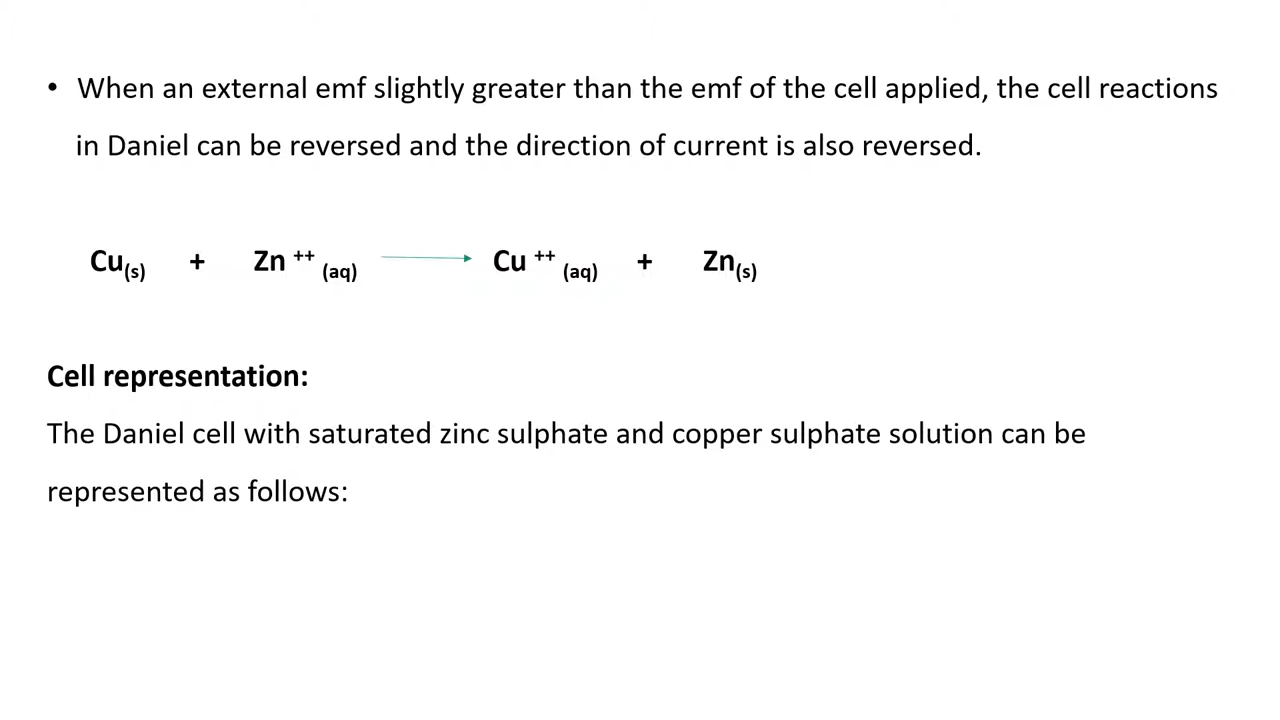 • When an external emf slightly greater than the emf of the cell applied, the cell reactions
in Daniel can be reversed and the direction of current is also reversed.
Cu(s) + Zn ++ (aq) ⟶ Cu ++ (aq) + Zn(s)
Cell representation:
The Daniel cell with saturated zinc sulphate and copper sulphate solution can be
represented as follows: